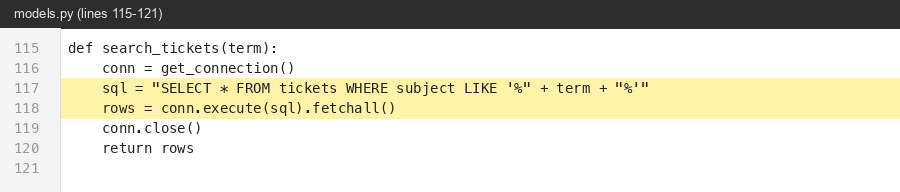 models.py (lines 115-121)
115 def search_tickets(term):
116     conn = get_connection()
117     sql = "SELECT * FROM tickets WHERE subject LIKE '%" + term + "%'"
118     rows = conn.execute(sql).fetchall()
119     conn.close()
120     return rows
121